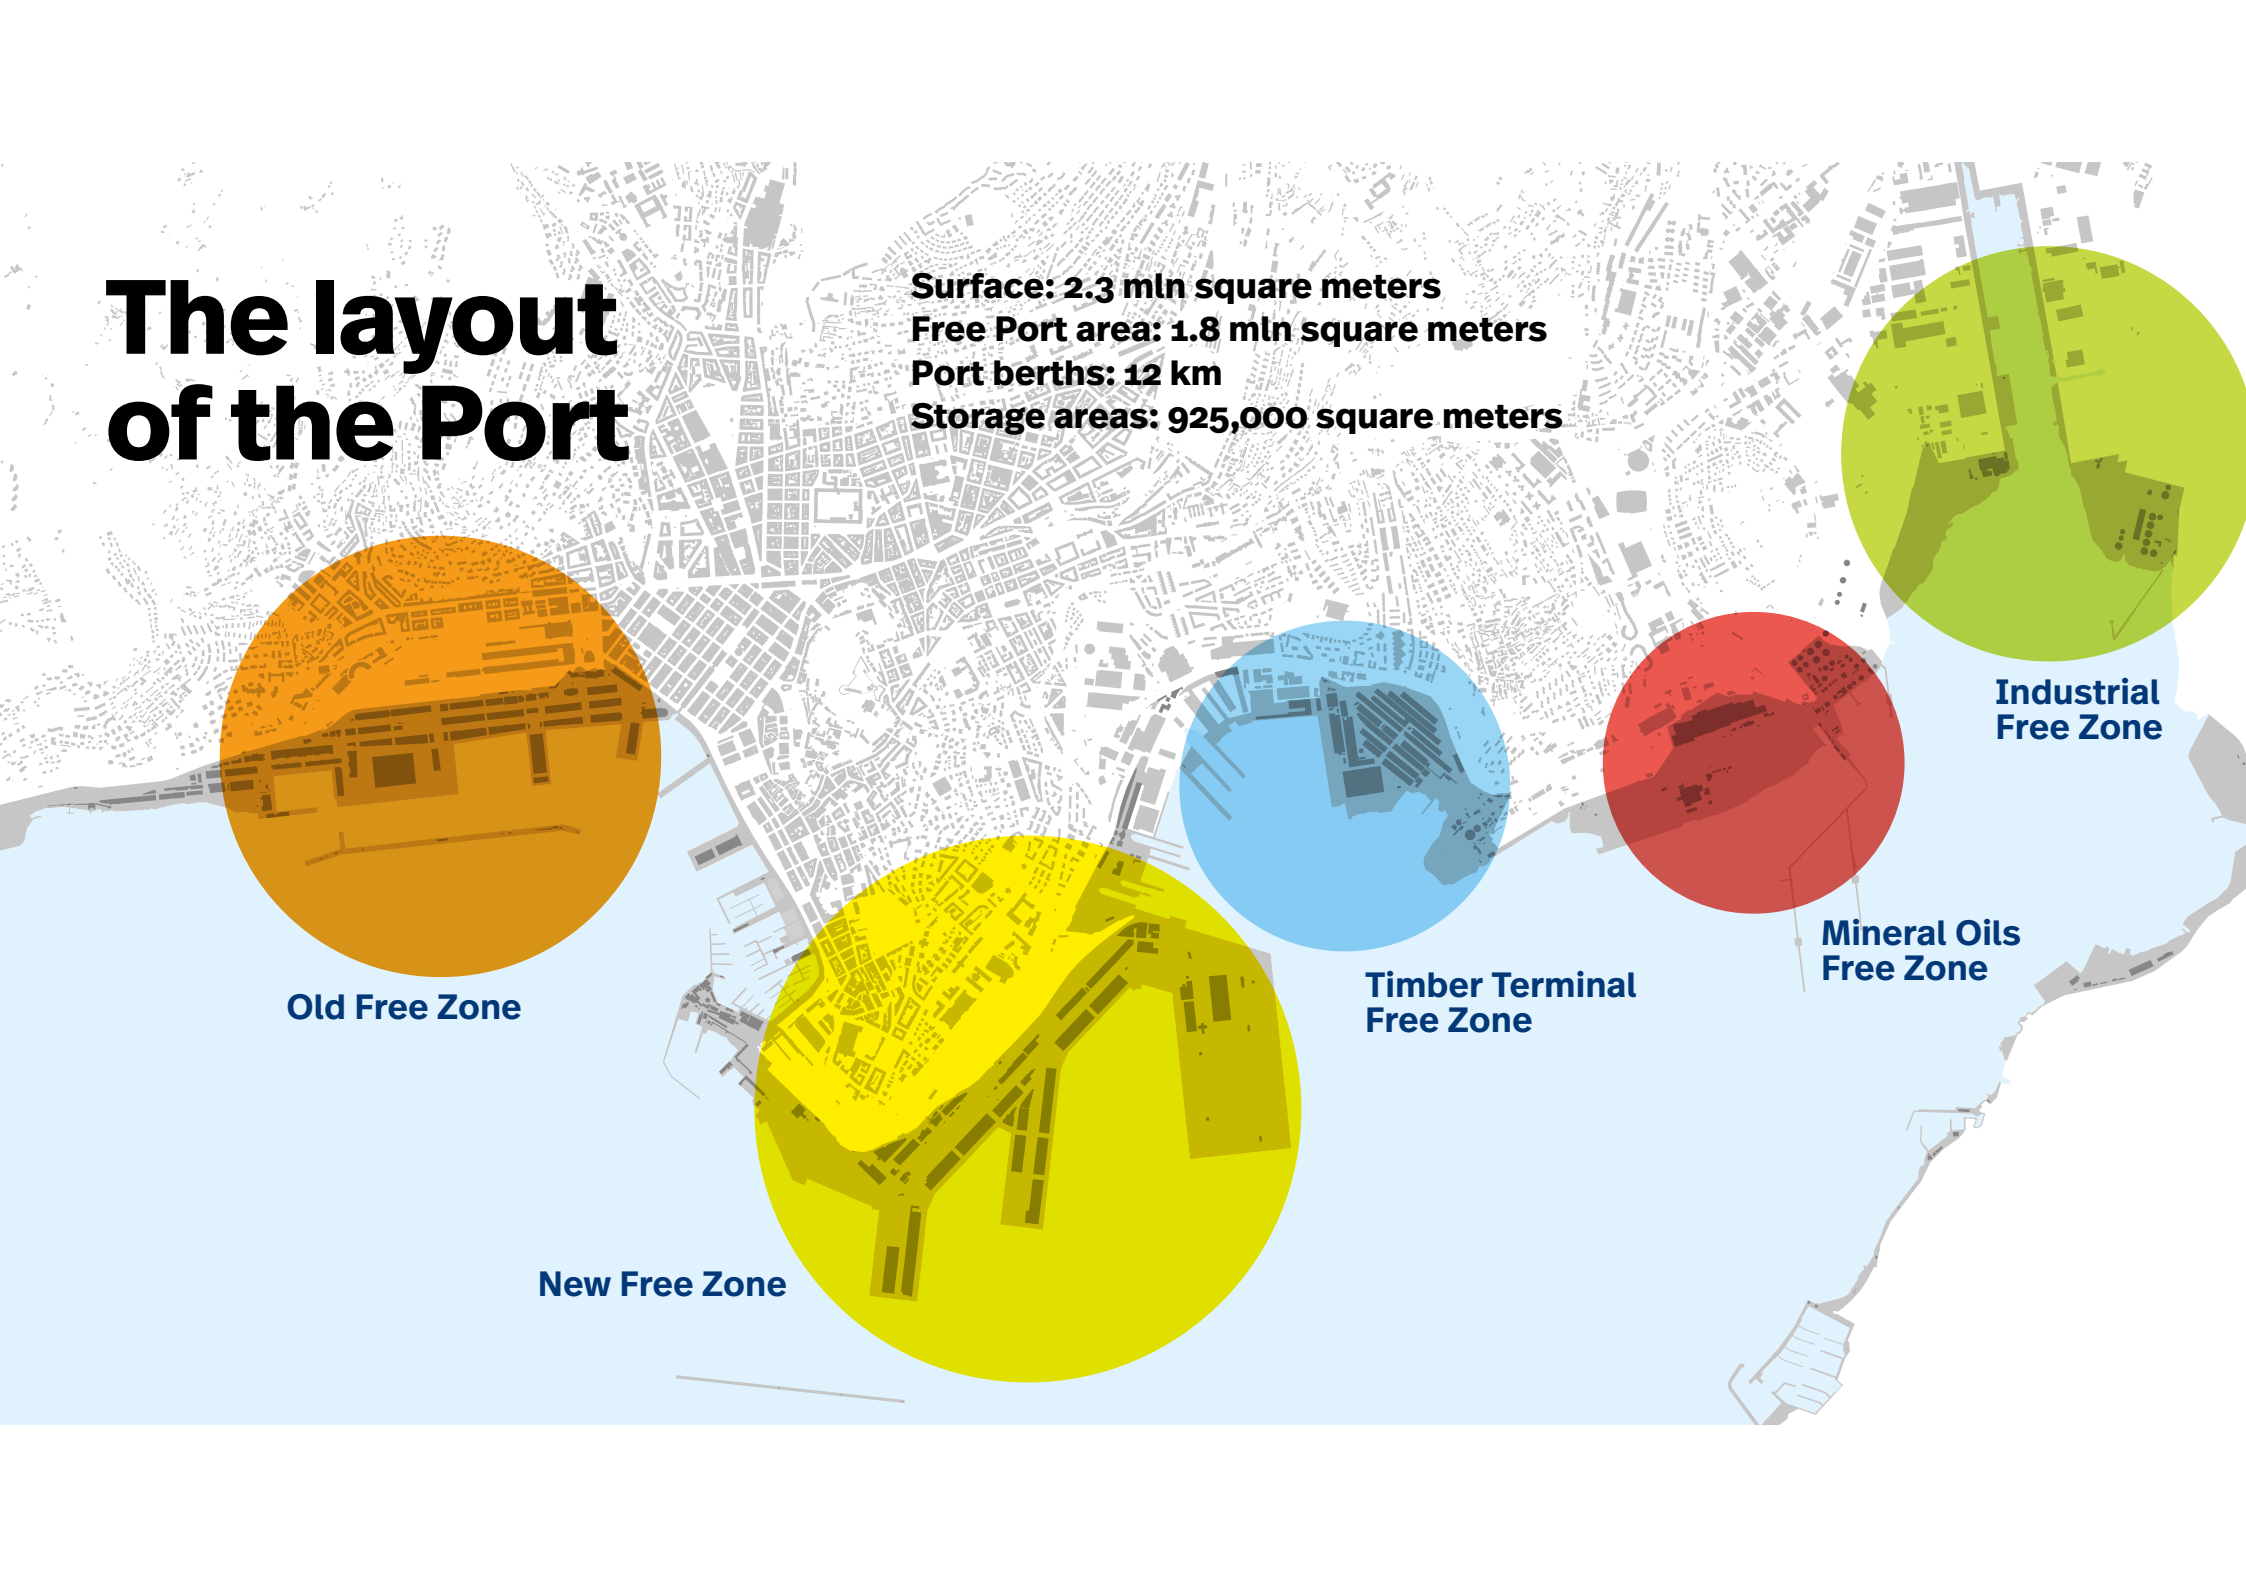 The layout
of the Port
Surface: 2.3 mln square meters
Free Port area: 1.8 mln square meters
Port berths: 12 km
Storage areas: 925,000 square meters
Old Free Zone
New Free Zone
Timber Terminal
Free Zone
Mineral Oils
Free Zone
Industrial
Free Zone